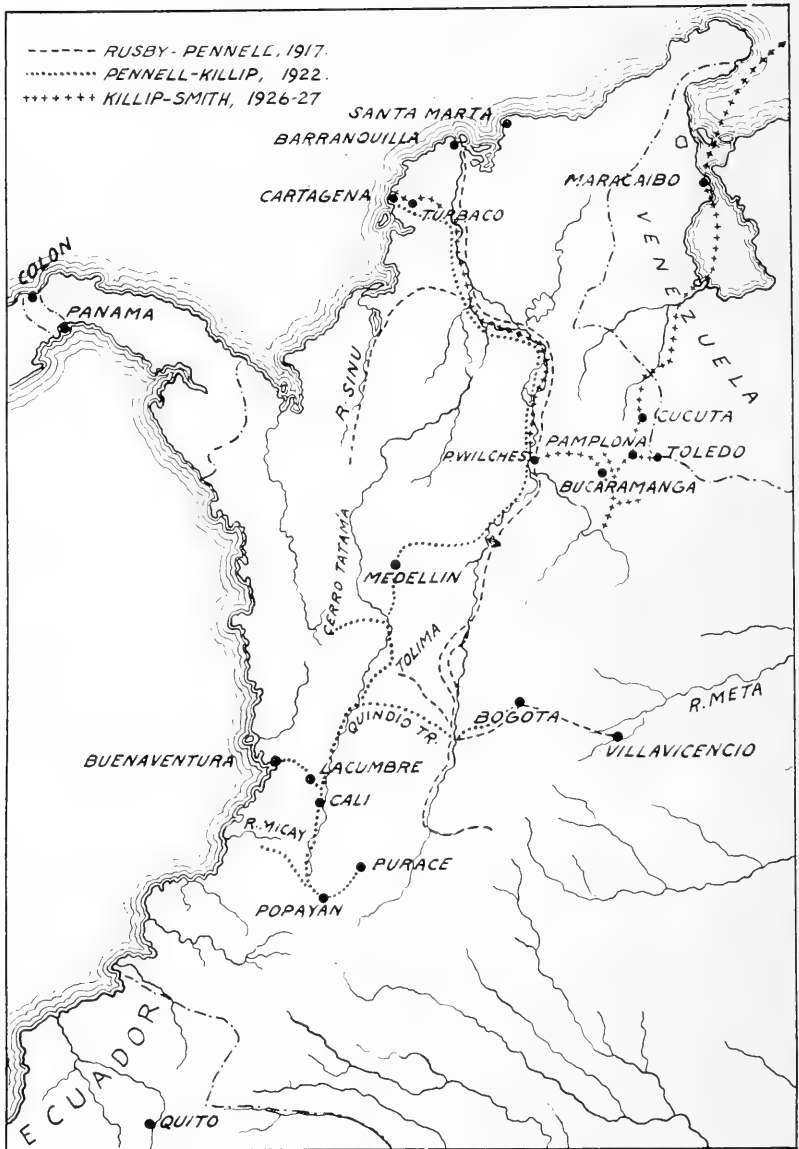 RUSBY-PENNELL, 1917.
PENNELL-KILLIP, 1922.
KILLIP-SMITH, 1926-27
SANTA MARTA
BARRANQUILLA
CARTAGENA
TURBACO
MARACAIBO
VENEZUELA
COLON
PANAMA
R. SINU
CUCUTA
PAMPLONA
TOLEDO
P. WILCHES
BUCARAMANGA
CERRO TATAMA
MEDELLIN
TOLIMA
QUINDIO TR.
BOGOTA
R. META
VILLAVICENCIO
BUENAVENTURA
LACUMBRE
CALI
R. MICAY
PURACE
POPAYAN
ECUADOR
QUITO